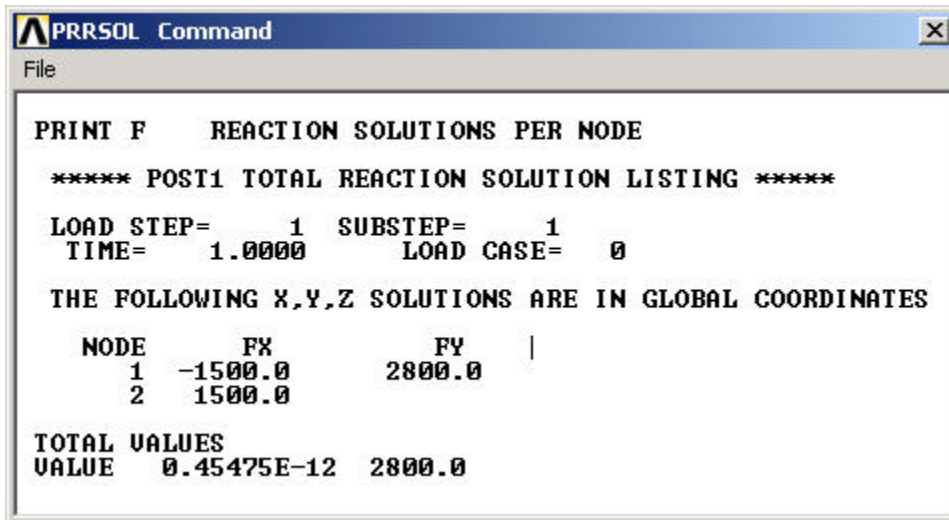 PRRSOL Command
File
PRINT F REACTION SOLUTIONS PER NODE
***** POST1 TOTAL REACTION SOLUTION LISTING *****
LOAD STEP= 1 SUBSTEP= 1
TIME= 1.0000 LOAD CASE= 0
THE FOLLOWING X,Y,Z SOLUTIONS ARE IN GLOBAL COORDINATES
NODE FX FY
1 -1500.0 2800.0
2 1500.0
TOTAL VALUES
VALUE 0.45475E-12 2800.0